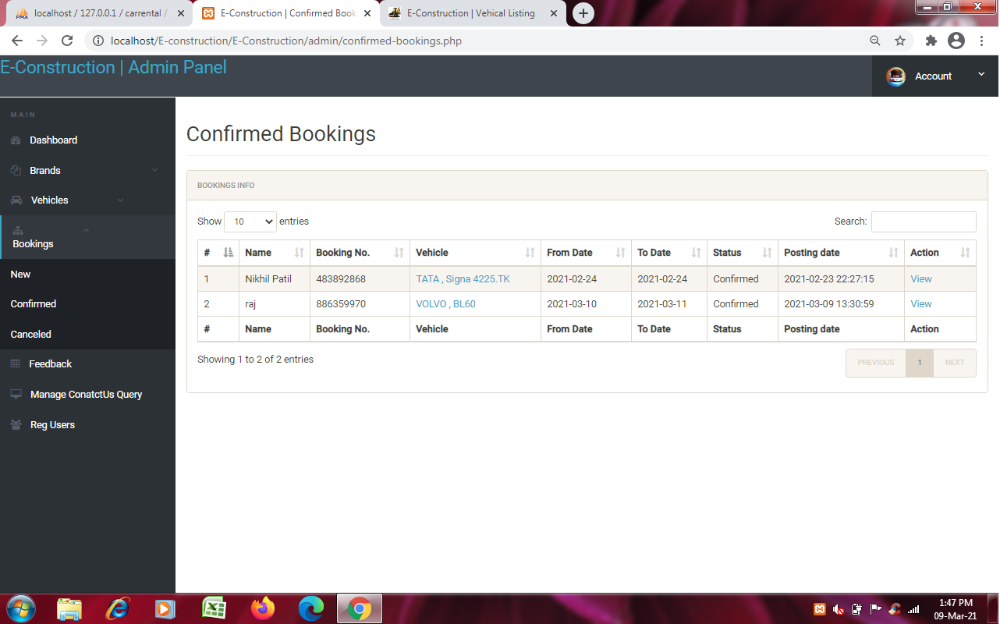 localhost / 127.0.0.1 / carrental /
E-Construction | Confirmed Book
E-Construction | Vehical Listing
localhost/E-construction/E-Construction/admin/confirmed-bookings.php
E-Construction | Admin Panel
Account
MAIN
Dashboard
Brands
Vehicles
Bookings
New
Confirmed
Canceled
Feedback
Manage ConatctUs Query
Reg Users
Confirmed Bookings
BOOKINGS INFO
Show 10 entries
Search:
# Name Booking No. Vehicle From Date To Date Status Posting date Action
1 Nikhil Patil 483892868 TATA , Signa 4225.TK 2021-02-24 2021-02-24 Confirmed 2021-02-23 22:27:15 View
2 raj 886359970 VOLVO , BL60 2021-03-10 2021-03-11 Confirmed 2021-03-09 13:30:59 View
# Name Booking No. Vehicle From Date To Date Status Posting date Action
Showing 1 to 2 of 2 entries
PREVIOUS 1 NEXT
1:47 PM
09-Mar-21